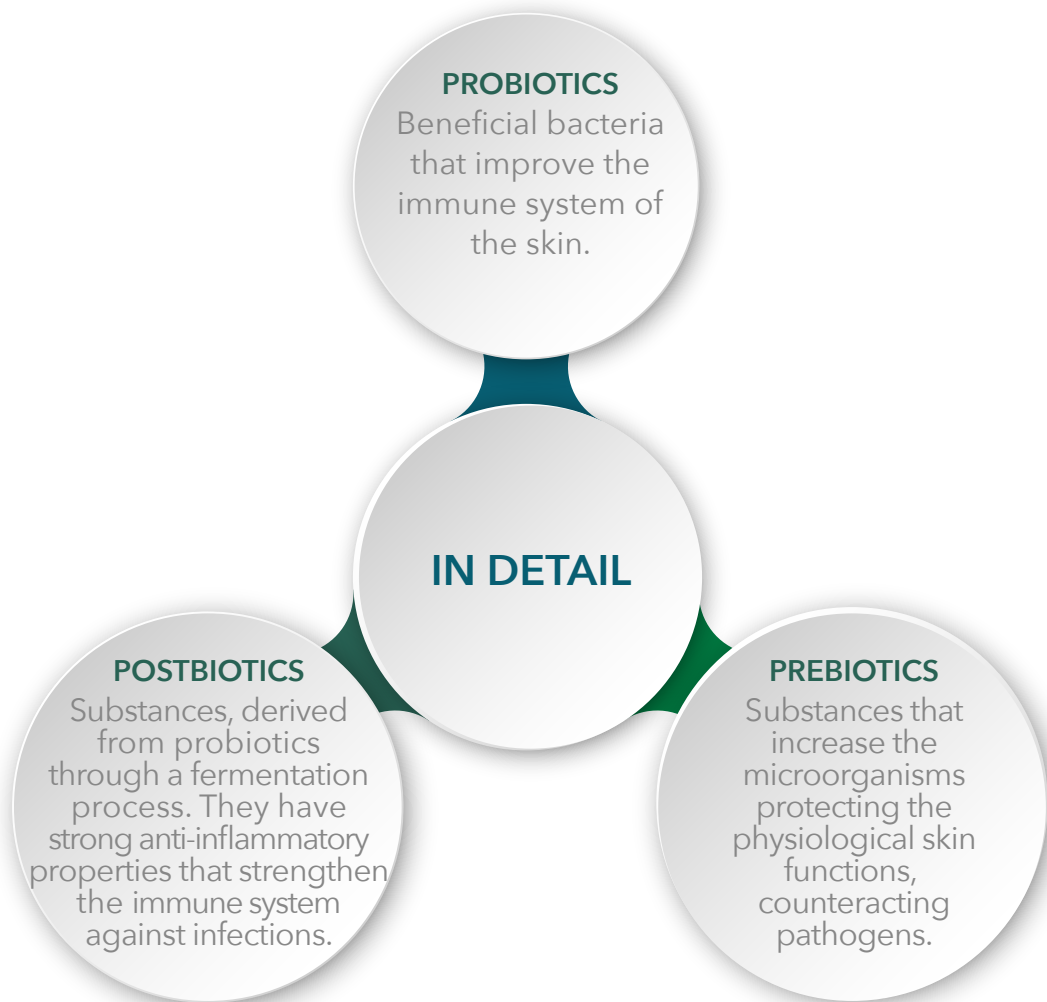 PROBIOTICS
Beneficial bacteria
that improve the
immune system of
the skin.
IN DETAIL
POSTBIOTICS
Substances, derived
from probiotics
through a fermentation
process. They have
strong anti-inflammatory
properties that strengthen
the immune system
against infections.
PREBIOTICS
Substances that
increase the
microorganisms
protecting the
physiological skin
functions,
counteracting
pathogens.